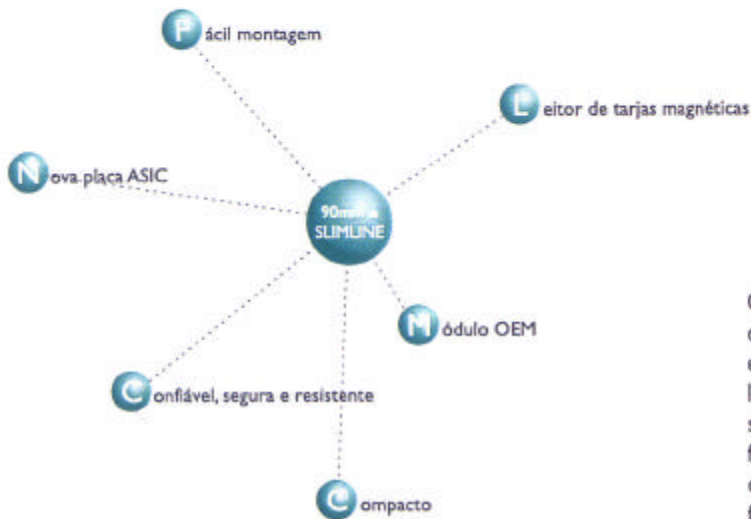 Fácil montagem
Leitor de tarjas magnéticas
Nova placa ASIC
90mm e
SLIMLINE
Módulo OEM
Confiável, segura e resistente
Compacto